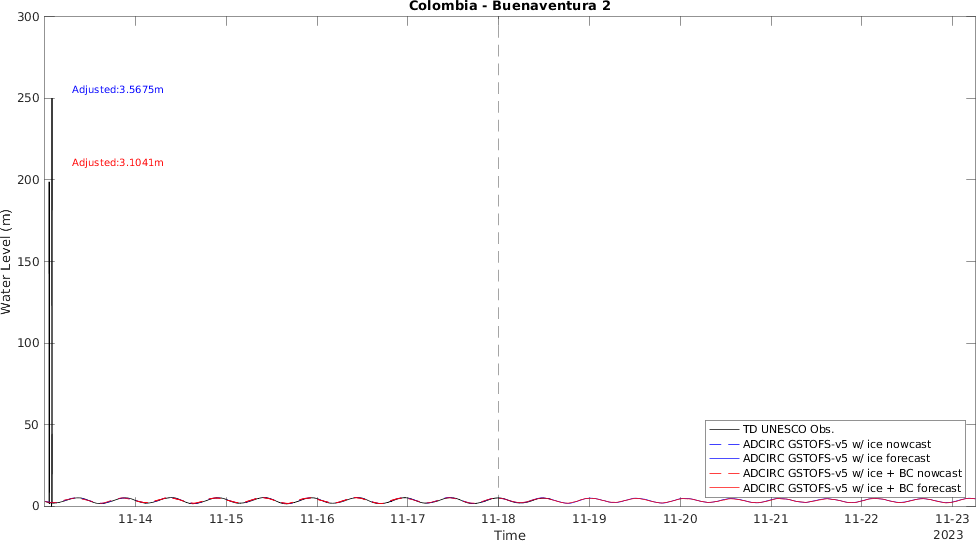 Colombia - Buenaventura 2
300
250
200
150
100
50
0
Water Level (m)
Adjusted:3.5675m
Adjusted:3.1041m
TD UNESCO Obs.
ADCIRC GSTOFS-v5 w/ ice nowcast
ADCIRC GSTOFS-v5 w/ ice forecast
ADCIRC GSTOFS-v5 w/ ice + BC nowcast
ADCIRC GSTOFS-v5 w/ ice + BC forecast
11-14 11-15 11-16 11-17 11-18 11-19 11-20 11-21 11-22 11-23
Time
2023